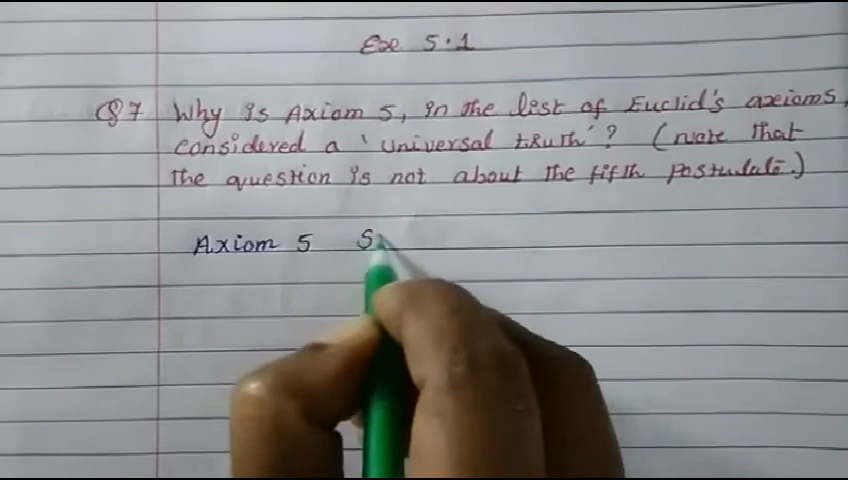 Exe 5.1
Q7 Why is Axiom 5, in the list of Euclid's axioms,
considered a 'universal truth'? (Note that
the question is not about the fifth postulate.)
Axiom 5 S